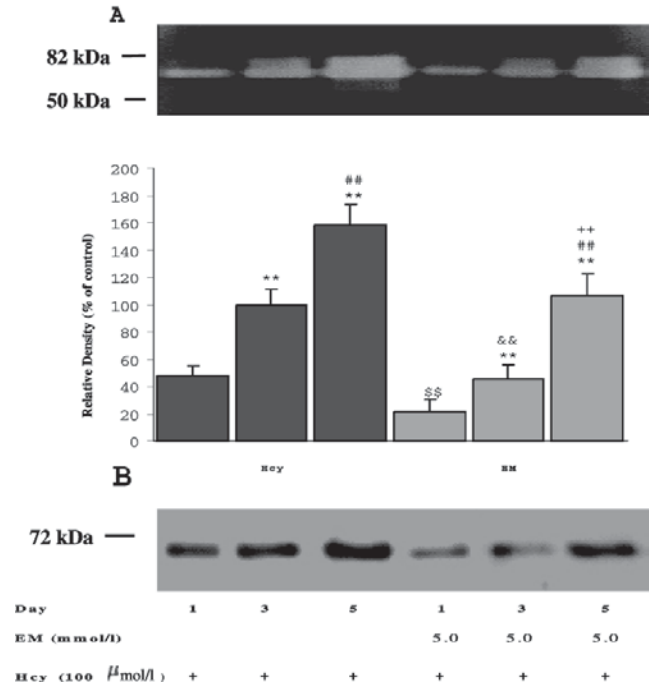 A
82 kDa
50 kDa
200
180
160
140
120
100
80
60
40
20
0
Relative Density (% of control)
**
##
**
$$
&&
**
++
##
**
Hcy
EM
B
72 kDa
Day 1 3 5 1 3 5
EM (mmol/l) 5.0 5.0 5.0
Hcy (100 μmol/l ) + + + + + +